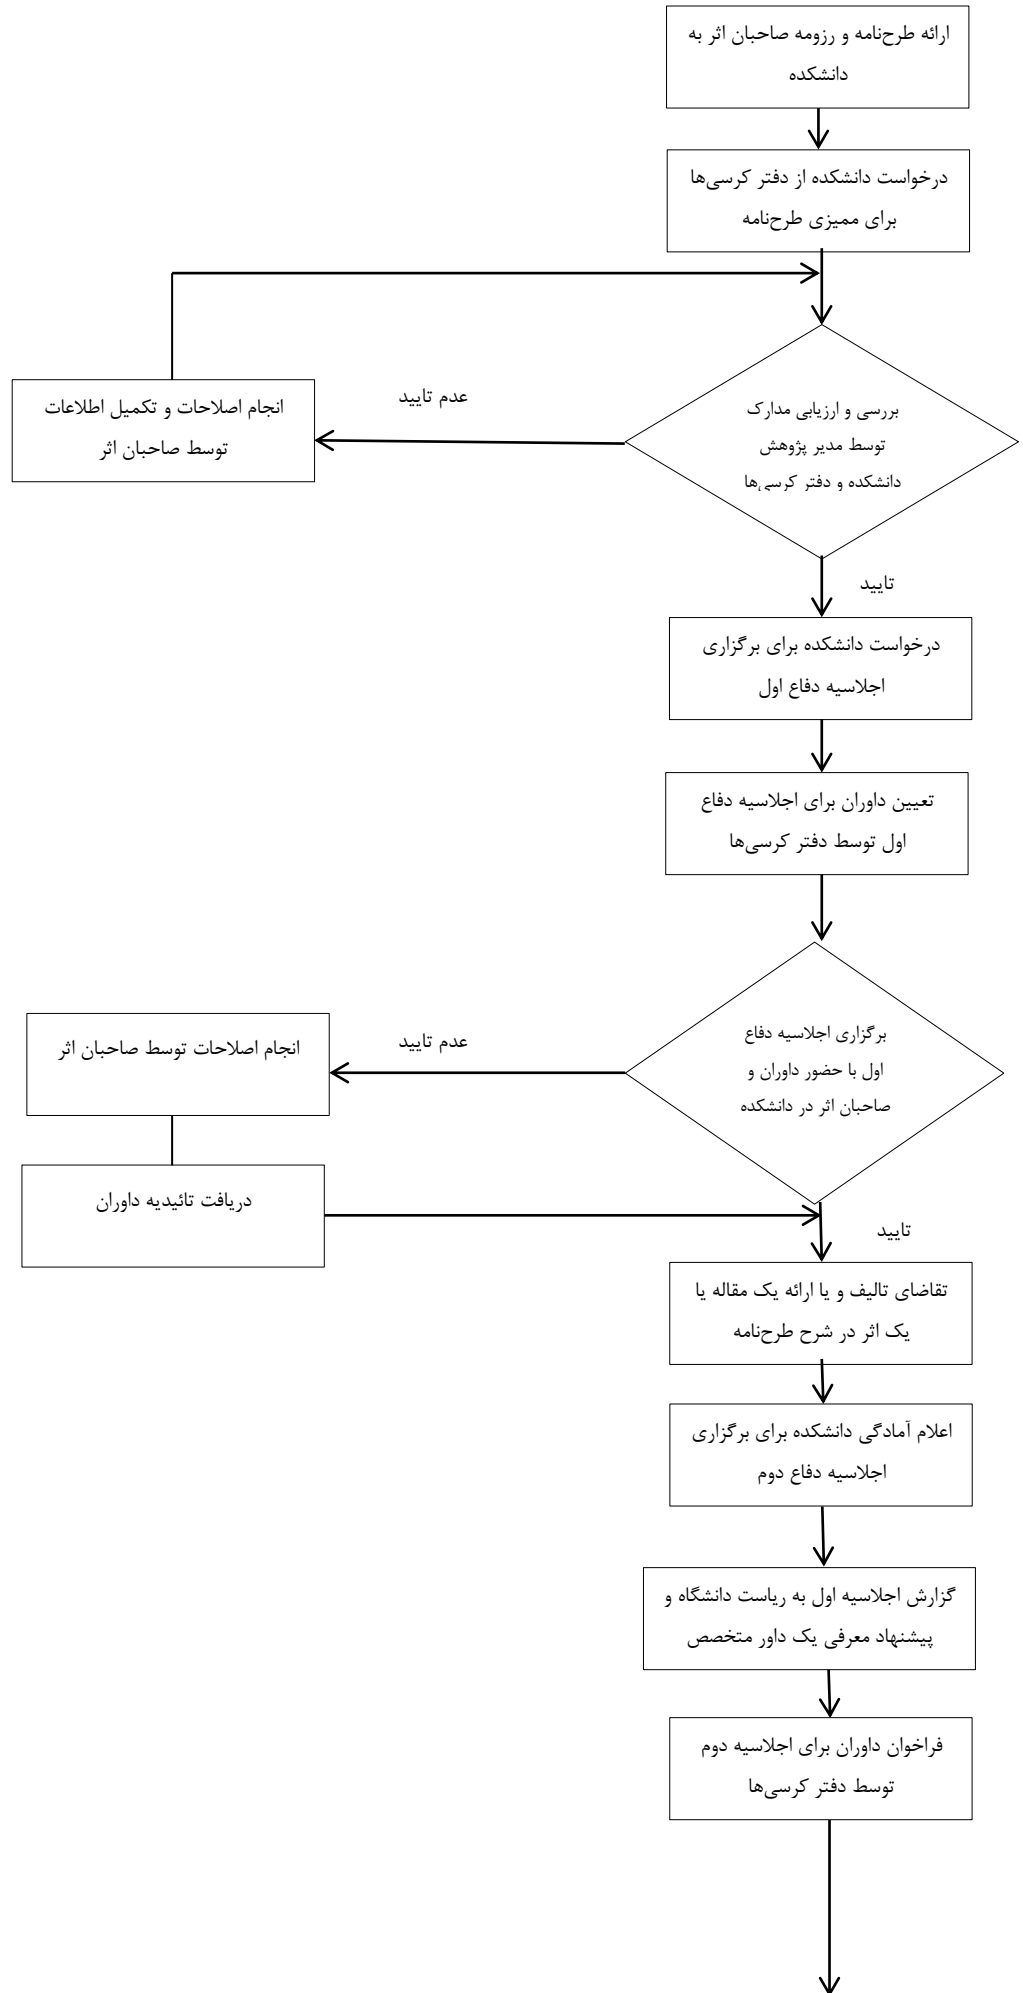 ارائه طرح‌نامه و رزومه صاحبان اثر به
دانشکده
درخواست دانشکده از دفتر کرسی‌ها
برای ممیزی طرح‌نامه
بررسی و ارزیابی مدارک
توسط مدیر پژوهش
دانشکده و دفتر کرسی‌ها
عدم تایید
انجام اصلاحات و تکمیل اطلاعات
توسط صاحبان اثر
تایید
درخواست دانشکده برای برگزاری
اجلاسیه دفاع اول
تعیین داوران برای اجلاسیه دفاع
اول توسط دفتر کرسی‌ها
برگزاری اجلاسیه دفاع
اول با حضور داوران و
صاحبان اثر در دانشکده
عدم تایید
انجام اصلاحات توسط صاحبان اثر
دریافت تائیدیه داوران
تایید
تقاضای تالیف و یا ارائه یک مقاله یا
یک اثر در شرح طرح‌نامه
اعلام آمادگی دانشکده برای برگزاری
اجلاسیه دفاع دوم
گزارش اجلاسیه اول به ریاست دانشگاه و
پیشنهاد معرفی یک داور متخصص
فراخوان داوران برای اجلاسیه دوم
توسط دفتر کرسی‌ها